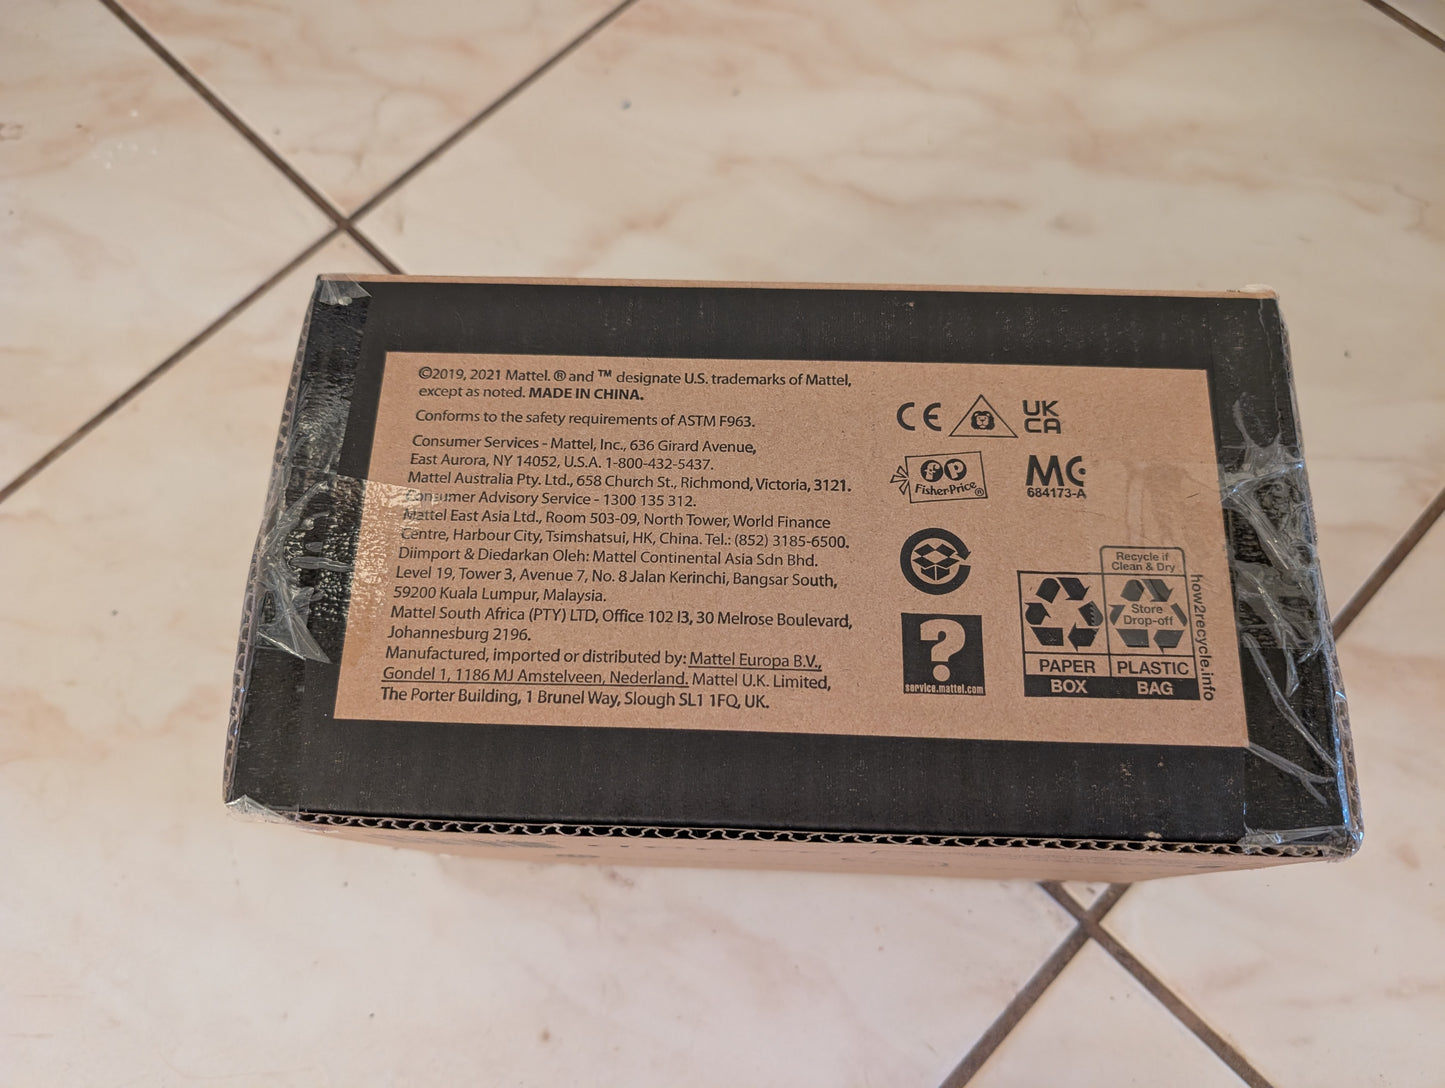 ©2019, 2021 Mattel. ® and ™ designate U.S. trademarks of Mattel,
except as noted. MADE IN CHINA.
Conforms to the safety requirements of ASTM F963.
Consumer Services - Mattel, Inc., 636 Girard Avenue,
East Aurora, NY 14052, U.S.A. 1-800-432-5437.
Mattel Australia Pty. Ltd., 658 Church St., Richmond, Victoria, 3121.
Consumer Advisory Service - 1300 135 312.
Mattel East Asia Ltd., Room 503-09, North Tower, World Finance
Centre, Harbour City, Tsimshatsui, HK, China. Tel.: (852) 3185-6500.
Diimport & Diedarkan Oleh: Mattel Continental Asia Sdn Bhd.
Level 19, Tower 3, Avenue 7, No. 8 Jalan Kerinchi, Bangsar South,
59200 Kuala Lumpur, Malaysia.
Mattel South Africa (PTY) LTD, Office 102 I3, 30 Melrose Boulevard,
Johannesburg 2196.
Manufactured, imported or distributed by: Mattel Europa B.V.,
Gondel 1, 1186 MJ Amstelveen, Nederland. Mattel U.K. Limited,
The Porter Building, 1 Brunel Way, Slough SL1 1FQ, UK.
CE
UK
CA
fp
Fisher-Price®
MC
684173-A
?
service.mattel.com
Recycle if
Clean & Dry
Store
Drop-off
PAPER
PLASTIC
BOX
BAG
how2recycle.info